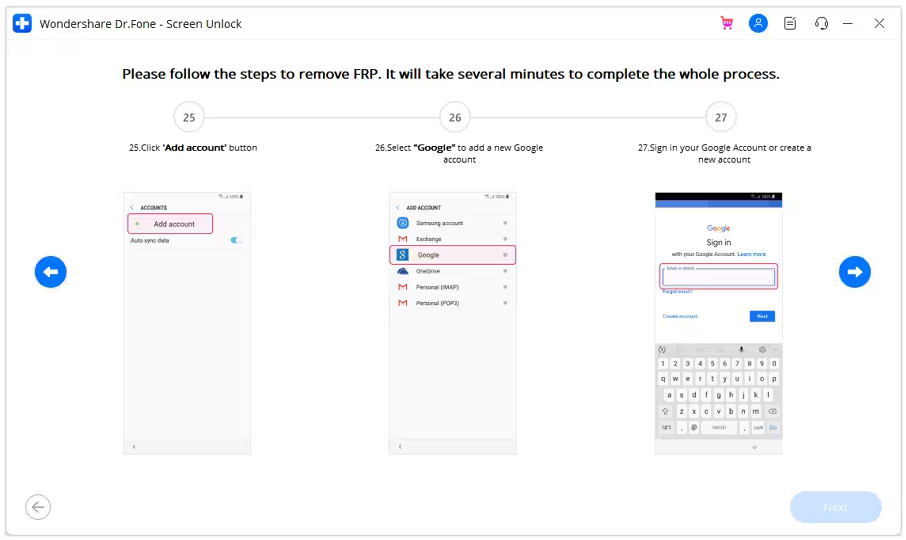 Wondershare Dr.Fone - Screen Unlock
Please follow the steps to remove FRP. It will take several minutes to complete the whole process.
25
26
27
25.Click 'Add account' button
26.Select "Google" to add a new Google
account
27.Sign in your Google Account or create a
new account
100%
ACCOUNTS
+ Add account
Auto sync data
100%
ADD ACCOUNT
Samsung account
Exchange
Google
OneDrive
Personal (IMAP)
Personal (POP3)
100%
Google
Sign in
with your Google Account. Learn more
Email or phone
Forgot email?
Create account
Next
1 2 3 4 5 6 7 8 9 0
q w e r t y u i o p
a s d f g h j k l
z x c v b n m
, @ . .com Go
Next